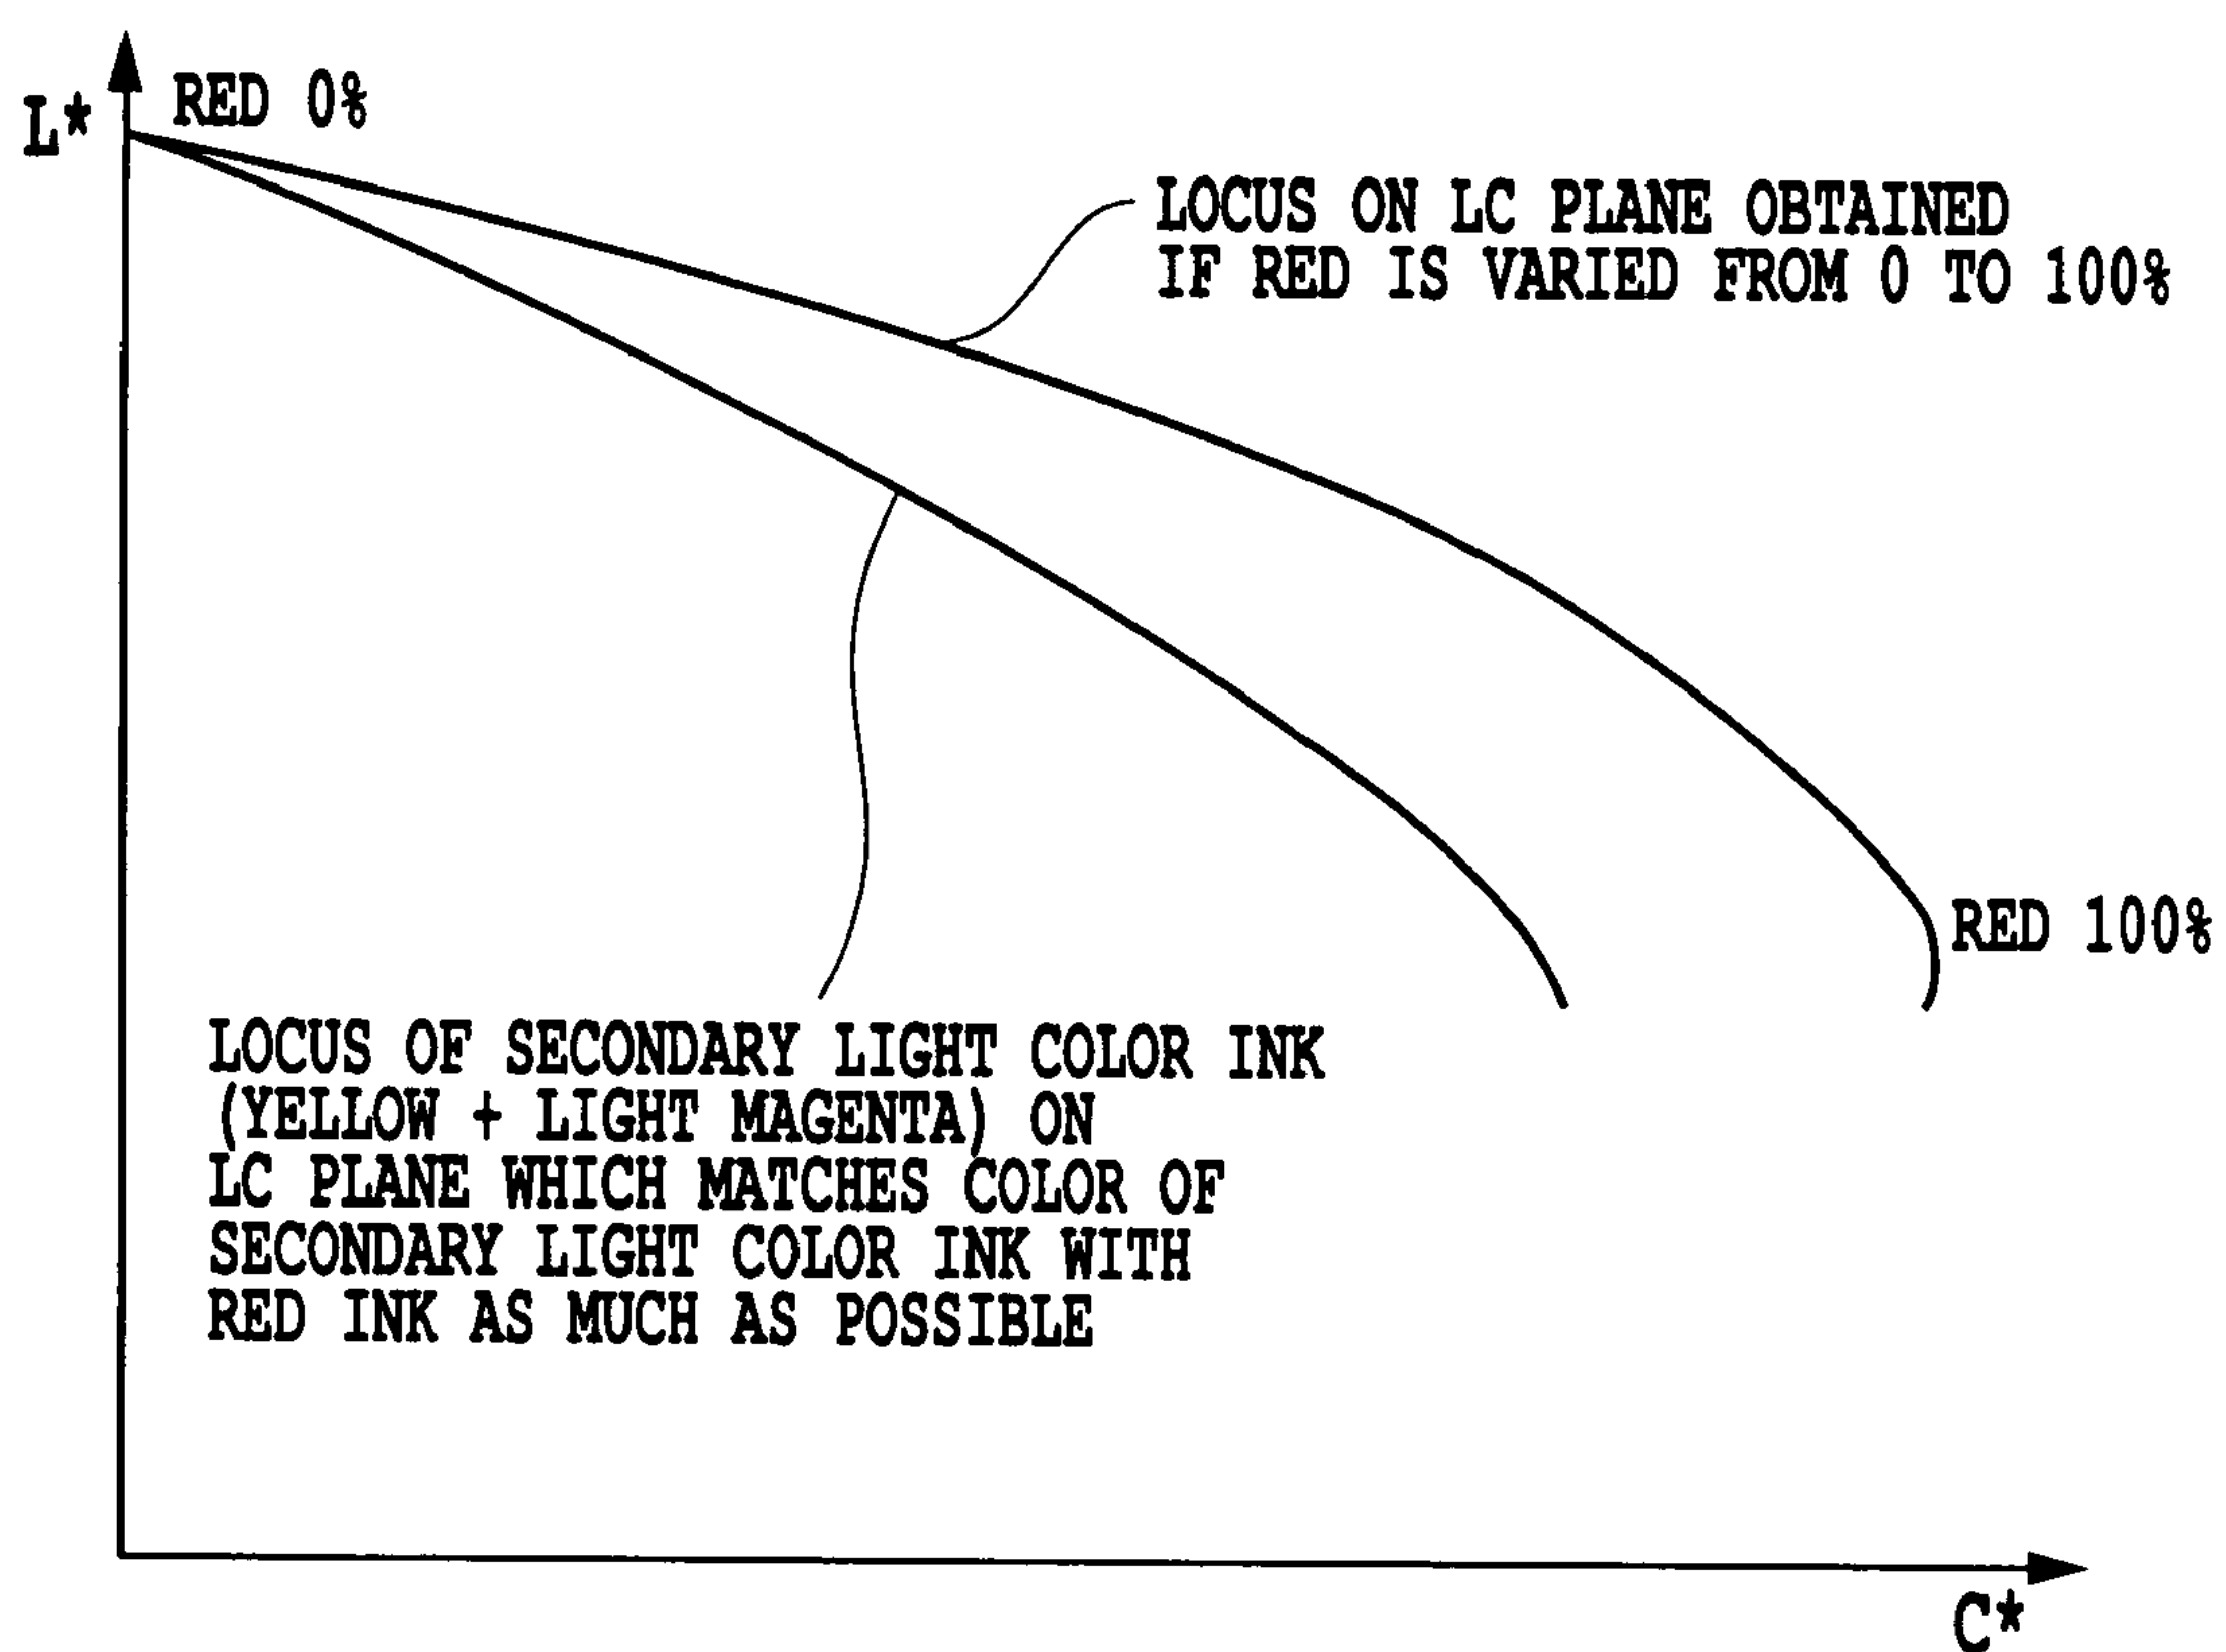 L*
RED 0%
LOCUS ON LC PLANE OBTAINED
IF RED IS VARIED FROM 0 TO 100%
RED 100%
LOCUS OF SECONDARY LIGHT COLOR INK
(YELLOW + LIGHT MAGENTA) ON
LC PLANE WHICH MATCHES COLOR OF
SECONDARY LIGHT COLOR INK WITH
RED INK AS MUCH AS POSSIBLE
C*